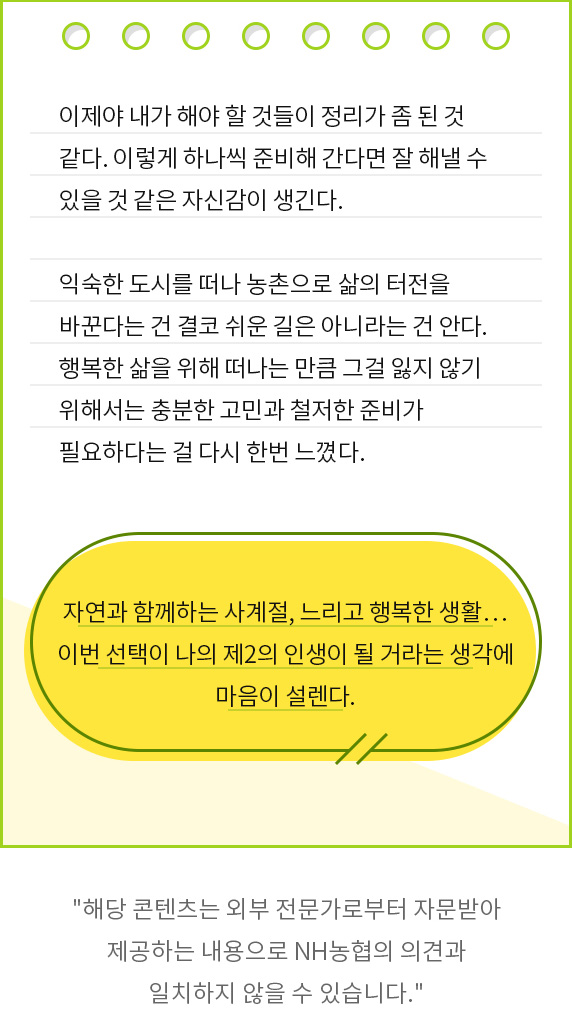 이제야 내가 해야 할 것들이 정리가 좀 된 것
같다. 이렇게 하나씩 준비해 간다면 잘 해낼 수
있을 것 같은 자신감이 생긴다.
익숙한 도시를 떠나 농촌으로 삶의 터전을
바꾼다는 건 결코 쉬운 길은 아니라는 건 안다.
행복한 삶을 위해 떠나는 만큼 그걸 잃지 않기
위해서는 충분한 고민과 철저한 준비가
필요하다는 걸 다시 한번 느꼈다.
자연과 함께하는 사계절, 느리고 행복한 생활…
이번 선택이 나의 제2의 인생이 될 거라는 생각에
마음이 설렌다.
"해당 콘텐츠는 외부 전문가로부터 자문받아
제공하는 내용으로 NH농협의 의견과
일치하지 않을 수 있습니다."